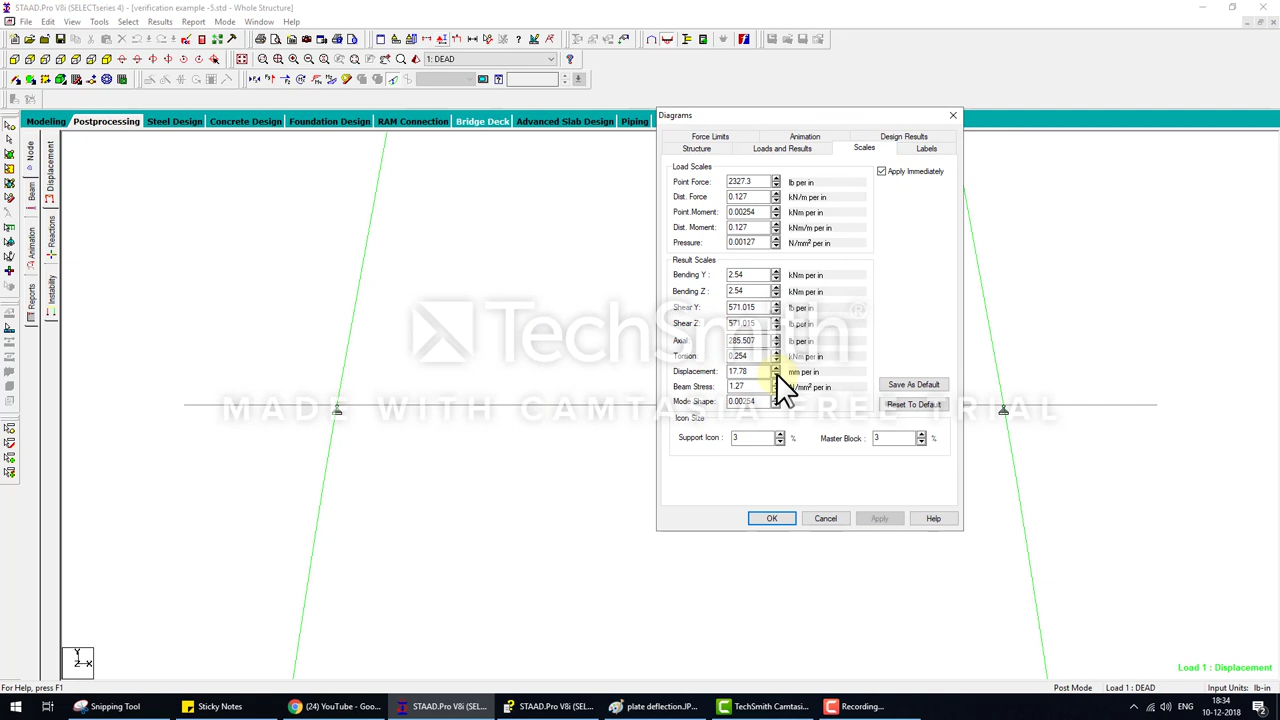 STAAD.Pro V8i (SELECTseries 4) - [verification example -5.std - Whole Structure]
File Edit View Tools Select Results Report Mode Window Help
1: DEAD
Modeling Postprocessing Steel Design Concrete Design Foundation Design RAM Connection Bridge Deck Advanced Slab Design Piping
Node
Beam
Animation
Reports
Displacement
Reactions
Instability
Diagrams
Force Limits Animation Design Results
Structure Loads and Results Scales Labels
Load Scales
Apply Immediately
Point Force: 2327.3 lb per in
Dist. Force 0.127 kN/m per in
Point.Moment: 0.00254 kNm per in
Dist. Moment: 0.127 kNm/m per in
Pressure: 0.00127 N/mm² per in
Result Scales
Bending Y : 2.54 kNm per in
Bending Z : 2.54 kNm per in
Shear Y: 571.015 lb per in
Shear Z: 571.015 lb per in
Axial: 285.507 lb per in
Torsion: 0.254 kNm per in
Displacement: 17.78 mm per in
Beam Stress: 1.27 N/mm² per in
Mode Shape: 0.00254
Save As Default
Reset To Default
Icon Size
Support Icon : 3 % Master Block : 3 %
OK Cancel Apply Help
TechSmith®
MADE WITH CAMTASIA FREE TRIAL
Y
Z X
Load 1 : Displacement
For Help, press F1
Post Mode Load 1 : DEAD Input Units: lb-in
Snipping Tool
Sticky Notes
(24) YouTube - Goo...
STAAD.Pro V8i (SEL...
STAAD.Pro V8i (SEL...
plate deflection.JP...
TechSmith Camtasi...
Recording...
ENG
18:34
10-12-2018
2